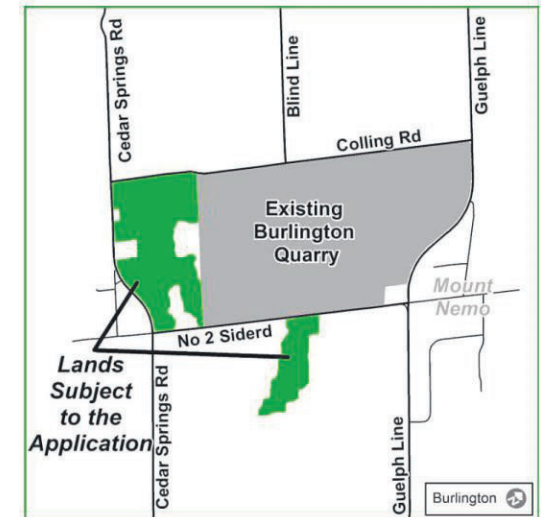 Cedar Springs Rd
Blind Line
Guelph Line
Colling Rd
Existing
Burlington
Quarry
Mount
Nemo
No 2 Siderd
Lands
Subject
to the
Application
Cedar Springs Rd
Guelph Line
Burlington